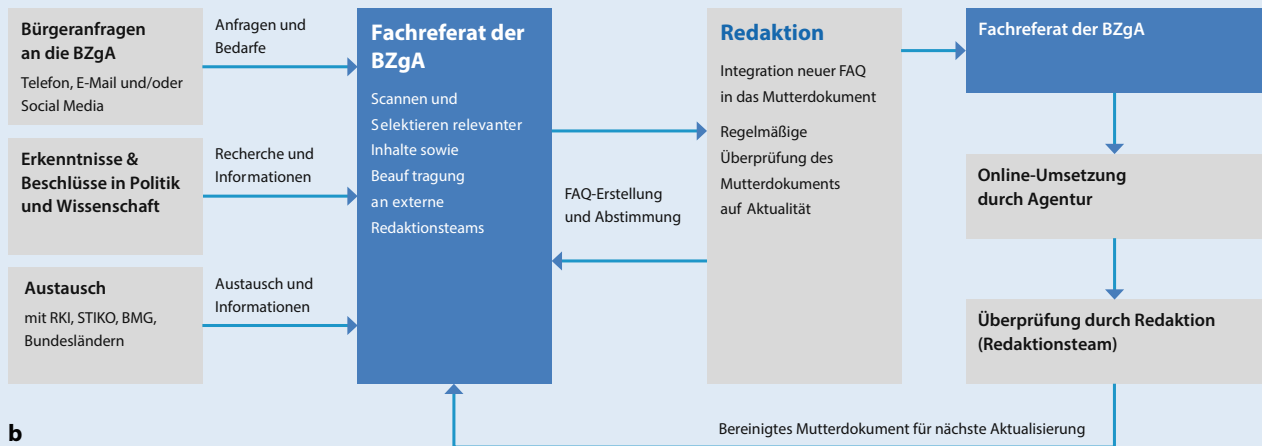 Bürgeranfragen
an die BZgA
Telefon, E-Mail und/oder
Social Media
Erkenntnisse &
Beschlüsse in Politik
und Wissenschaft
Austausch
mit RKI, STIKO, BMG,
Bundesländern
Anfragen und
Bedarfe
Recherche und
Informationen
Austausch und
Informationen
Fachreferat der
BZgA
Scannen und
Selektieren relevanter
Inhalte sowie
Beauf tragung
an externe
Redaktionsteams
FAQ-Erstellung
und Abstimmung
Redaktion
Integration neuer FAQ
in das Mutterdokument
Regelmäßige
Überprüfung des
Mutterdokuments
auf Aktualität
Fachreferat der BZgA
Online-Umsetzung
durch Agentur
Überprüfung durch Redaktion
(Redaktionsteam)
Bereinigtes Mutterdokument für nächste Aktualisierung
b